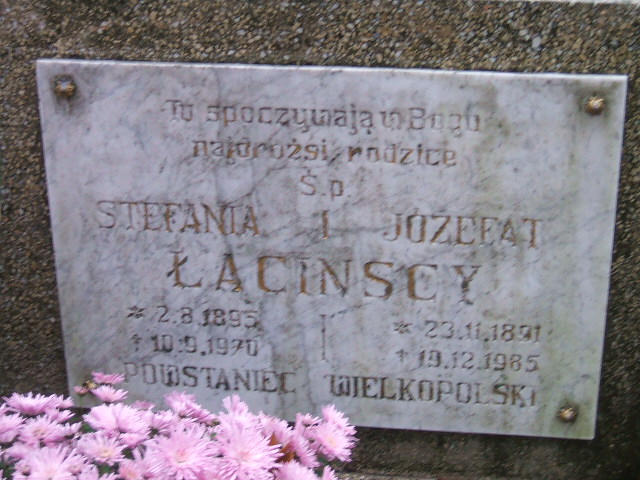 Tu spoczywają w Bogu
najdrożsi rodzice
Ś.p.
STEFANIA I JÓZEFAT
ŁĄCIŃSCY
* 2.8.1895 * 23.11.1891
† 10.9.1970 † 19.12.1985
POWSTANIEC WIELKOPOLSKI